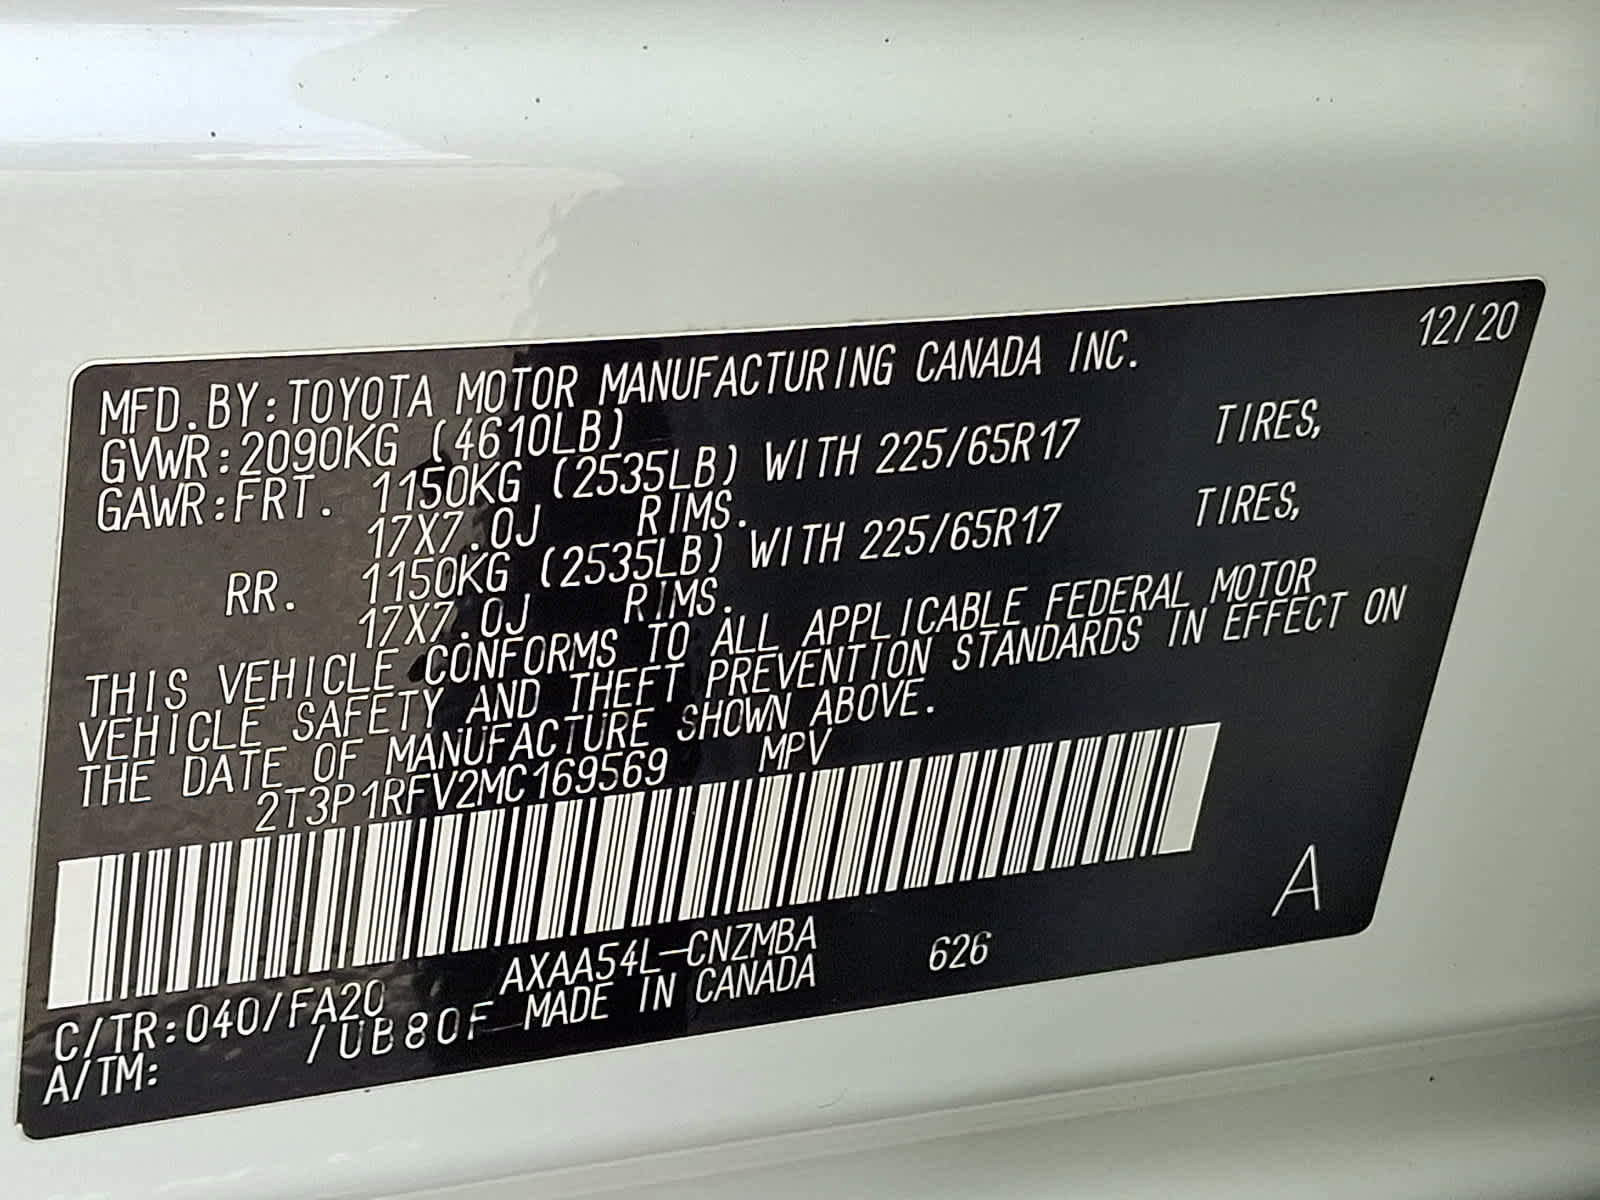 12/20
MFD.BY:TOYOTA MOTOR MANUFACTURING CANADA INC.
GVWR:2090KG (4610LB)
GAWR:FRT. 1150KG (2535LB) WITH 225/65R17 TIRES,
17X7.0J RIMS.
RR. 1150KG (2535LB) WITH 225/65R17 TIRES,
17X7.0J RIMS.
THIS VEHICLE CONFORMS TO ALL APPLICABLE FEDERAL MOTOR
VEHICLE SAFETY AND THEFT PREVENTION STANDARDS IN EFFECT ON
THE DATE OF MANUFACTURE SHOWN ABOVE.
2T3P1RFV2MC169569 MPV
A
C/TR:040/FA20 AXAA54L-CNZMBA 626
A/TM: /UB80F MADE IN CANADA